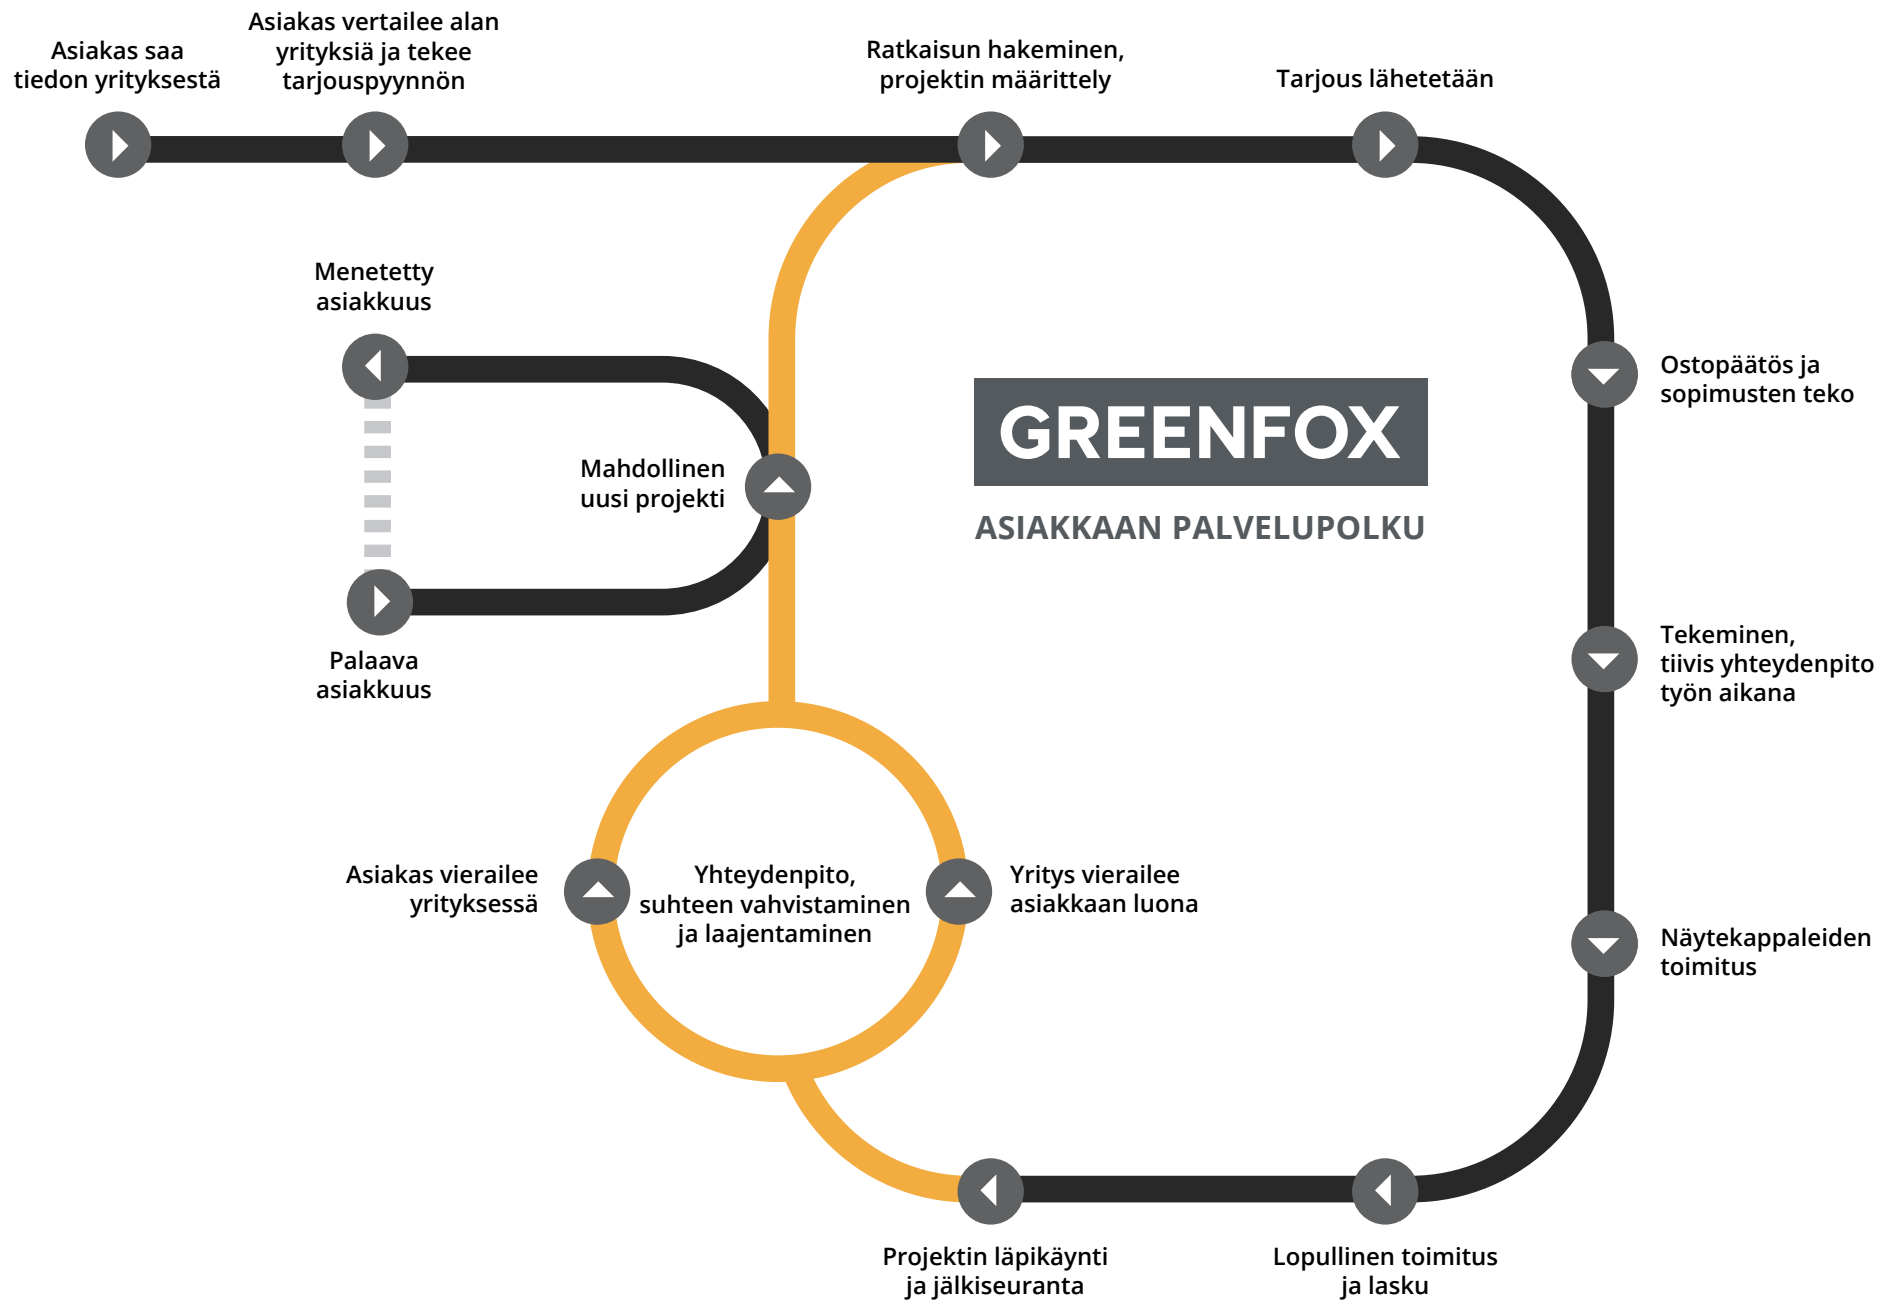 Asiakas saa
tiedon yrityksestä
Asiakas vertailee alan
yrityksiä ja tekee
tarjouspyynnön
Ratkaisun hakeminen,
projektin määrittely
Tarjous lähetetään
Menetetty
asiakkuus
Ostopäätös ja
sopimusten teko
GREENFOX
ASIAKKAAN PALVELUPOLKU
Mahdollinen
uusi projekti
Palaava
asiakkuus
Tekeminen,
tiivis yhteydenpito
työn aikana
Asiakas vierailee
yrityksessä
Yhteydenpito,
suhteen vahvistaminen
ja laajentaminen
Yritys vierailee
asiakkaan luona
Näytekappaleiden
toimitus
Projektin läpikäynti
ja jälkiseuranta
Lopullinen toimitus
ja lasku